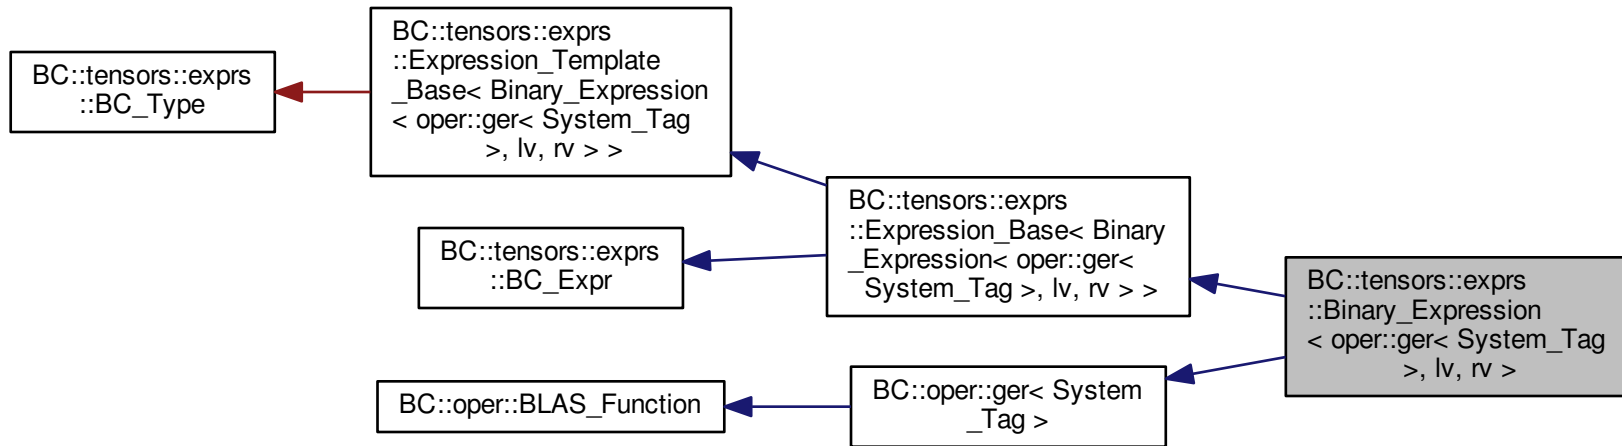 BC::tensors::exprs
::BC_Type
BC::tensors::exprs
::Expression_Template
_Base< Binary_Expression
< oper::ger< System_Tag
>, lv, rv > >
BC::tensors::exprs
::BC_Expr
BC::tensors::exprs
::Expression_Base< Binary
_Expression< oper::ger<
System_Tag >, lv, rv > >
BC::oper::BLAS_Function
BC::oper::ger< System
_Tag >
BC::tensors::exprs
::Binary_Expression
< oper::ger< System_Tag
>, lv, rv >